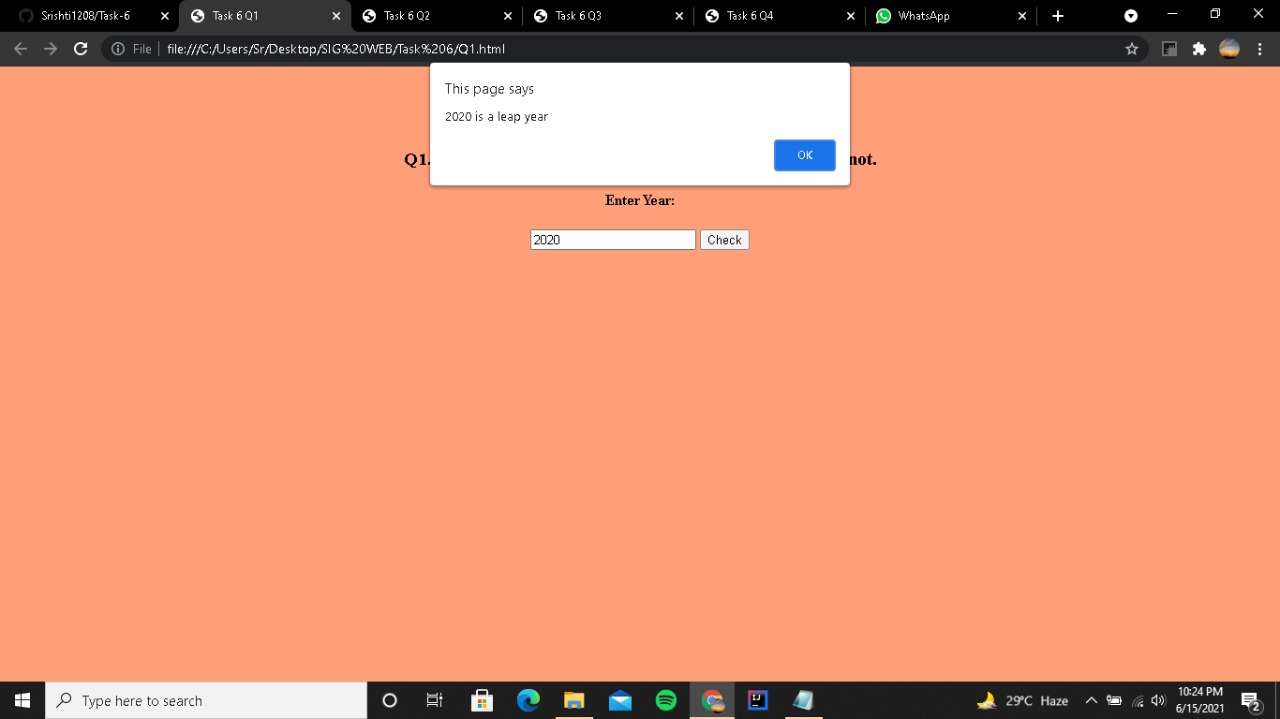 Srishti1208/Task-6
Task 6 Q1
Task 6 Q2
Task 6 Q3
Task 6 Q4
WhatsApp
File
file:///C:/Users/Sr/Desktop/SIG%20WEB/Task%206/Q1.html
This page says
2020 is a leap year
OK
Q1. not.
Enter Year:
2020 Check
Type here to search
29°C Haze
10:24 PM
6/15/2021
2